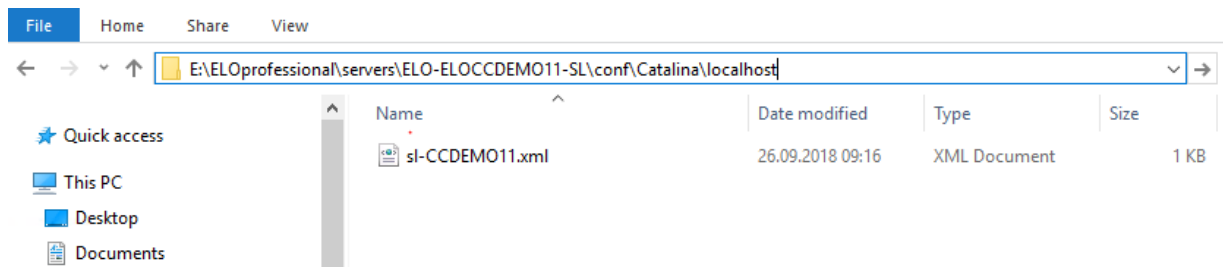 File Home Share View
E:\ELOprofessional\servers\ELO-ELOCCDEMO11-SL\conf\Catalina\localhost
Name Date modified Type Size
Quick access
sl-CCDEMO11.xml 26.09.2018 09:16 XML Document 1 KB
This PC
Desktop
Documents